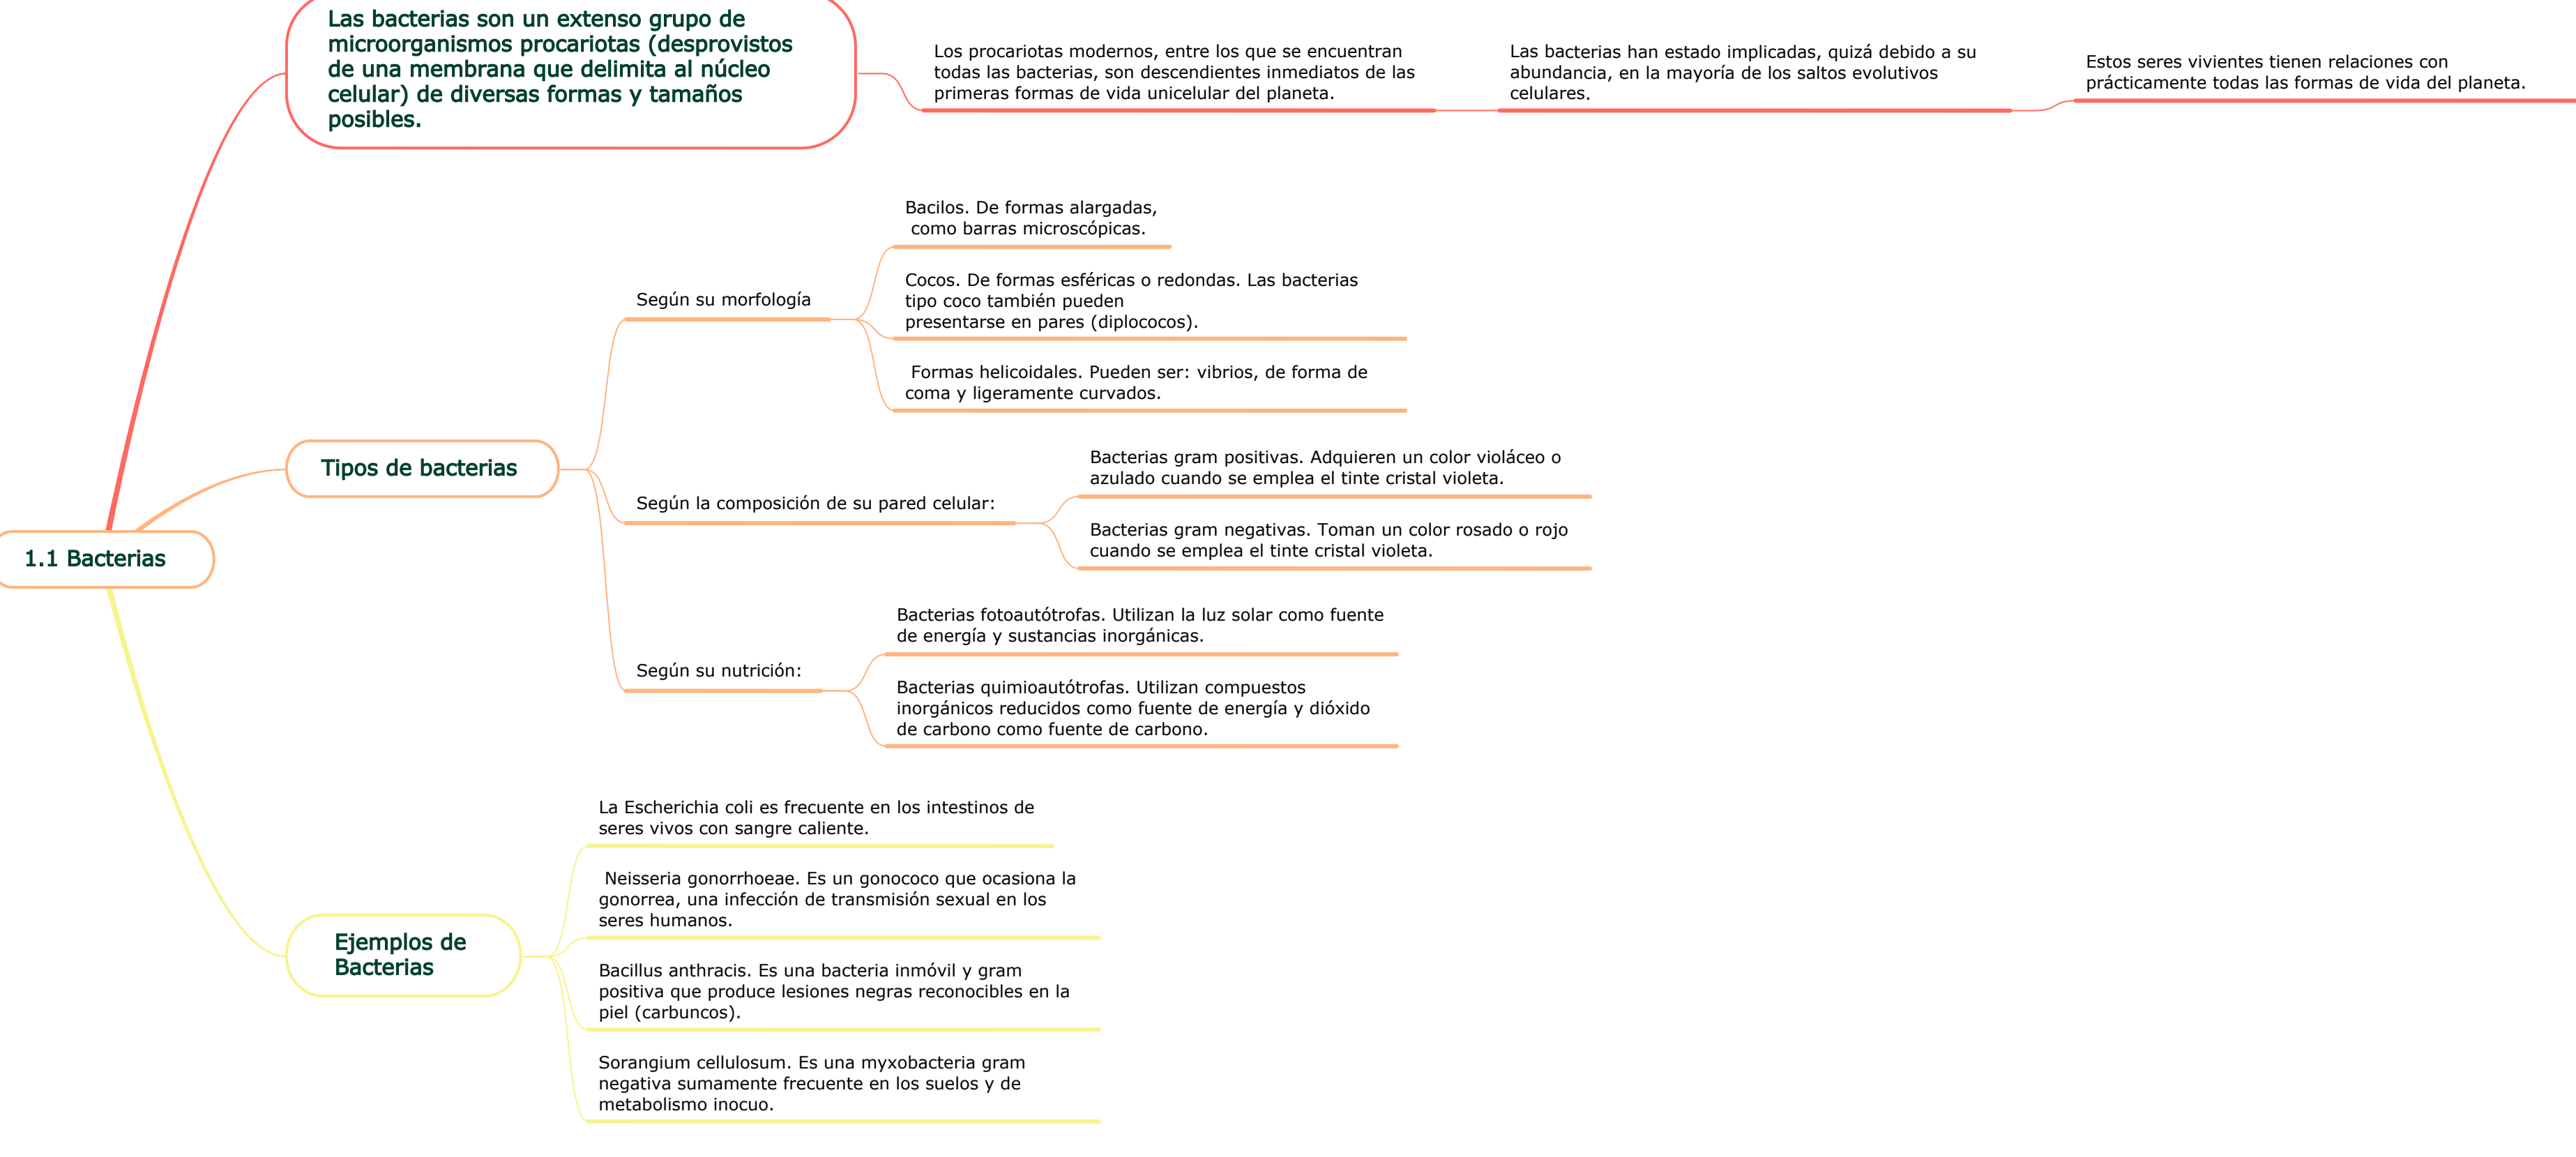 Las bacterias son un extenso grupo de
microorganismos procariotas (desprovistos
de una membrana que delimita al núcleo
celular) de diversas formas y tamaños
posibles.
Los procariotas modernos, entre los que se encuentran
todas las bacterias, son descendientes inmediatos de las
primeras formas de vida unicelular del planeta.
Las bacterias han estado implicadas, quizá debido a su
abundancia, en la mayoría de los saltos evolutivos
celulares.
Estos seres vivientes tienen relaciones con
prácticamente todas las formas de vida del planeta.
1.1 Bacterias
Tipos de bacterias
Según su morfología
Bacilos. De formas alargadas,
como barras microscópicas.
Cocos. De formas esféricas o redondas. Las bacterias
tipo coco también pueden
presentarse en pares (diplococos).
Formas helicoidales. Pueden ser: vibrios, de forma de
coma y ligeramente curvados.
Según la composición de su pared celular:
Bacterias gram positivas. Adquieren un color violáceo o
azulado cuando se emplea el tinte cristal violeta.
Bacterias gram negativas. Toman un color rosado o rojo
cuando se emplea el tinte cristal violeta.
Según su nutrición:
Bacterias fotoautótrofas. Utilizan la luz solar como fuente
de energía y sustancias inorgánicas.
Bacterias quimioautótrofas. Utilizan compuestos
inorgánicos reducidos como fuente de energía y dióxido
de carbono como fuente de carbono.
Ejemplos de
Bacterias
La Escherichia coli es frecuente en los intestinos de
seres vivos con sangre caliente.
Neisseria gonorrhoeae. Es un gonococo que ocasiona la
gonorrea, una infección de transmisión sexual en los
seres humanos.
Bacillus anthracis. Es una bacteria inmóvil y gram
positiva que produce lesiones negras reconocibles en la
piel (carbuncos).
Sorangium cellulosum. Es una myxobacteria gram
negativa sumamente frecuente en los suelos y de
metabolismo inocuo.